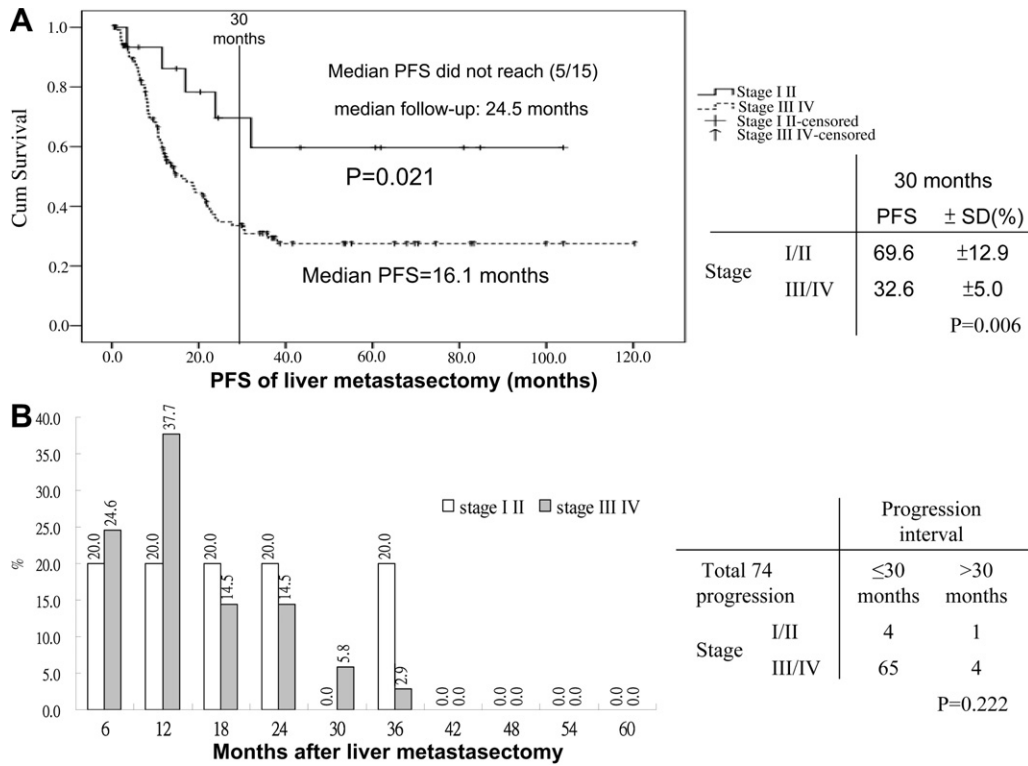 A
30
months
Median PFS did not reach (5/15)
median follow-up: 24.5 months
P=0.021
Median PFS=16.1 months
Cum Survival
1.0
0.8
0.6
0.4
0.2
0.0
0.0 20.0 40.0 60.0 80.0 100.0 120.0
PFS of liver metastasectomy (months)
Stage I II
Stage III IV
Stage I II-censored
Stage III IV-censored
30 months
PFS ± SD(%)
Stage I/II 69.6 ±12.9
III/IV 32.6 ±5.0
P=0.006
B
%
40.0
35.0
30.0
25.0
20.0
15.0
10.0
5.0
0.0
stage I II stage III IV
20.0 24.6 20.0 37.7 20.0 14.5 20.0 14.5 0.0 5.8 20.0 2.9 0.0 0.0 0.0 0.0 0.0 0.0 0.0 0.0
6 12 18 24 30 36 42 48 54 60
Months after liver metastasectomy
Progression
interval
Total 74 ≤30 >30
progression months months
Stage I/II 4 1
III/IV 65 4
P=0.222